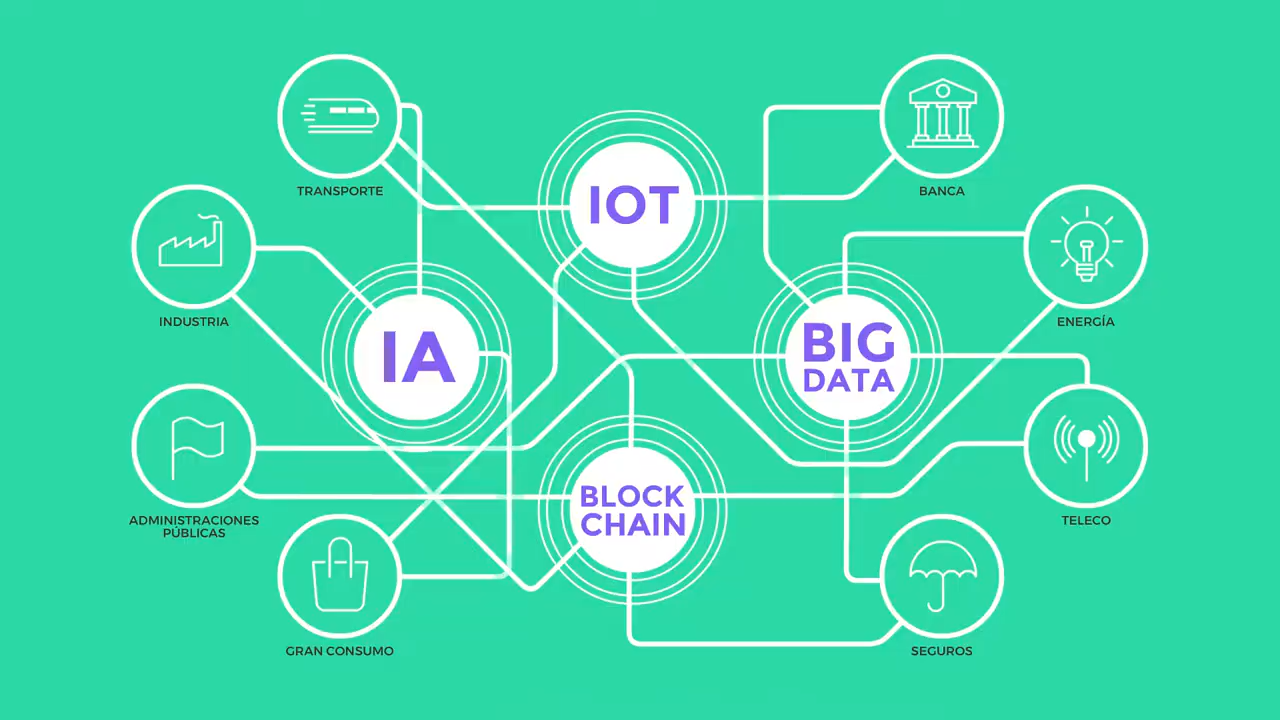 TRANSPORTE
BANCA
IOT
INDUSTRIA
ENERGÍA
IA
BIG
DATA
ADMINISTRACIONES
PÚBLICAS
BLOCK
CHAIN
TELECO
GRAN CONSUMO
SEGUROS